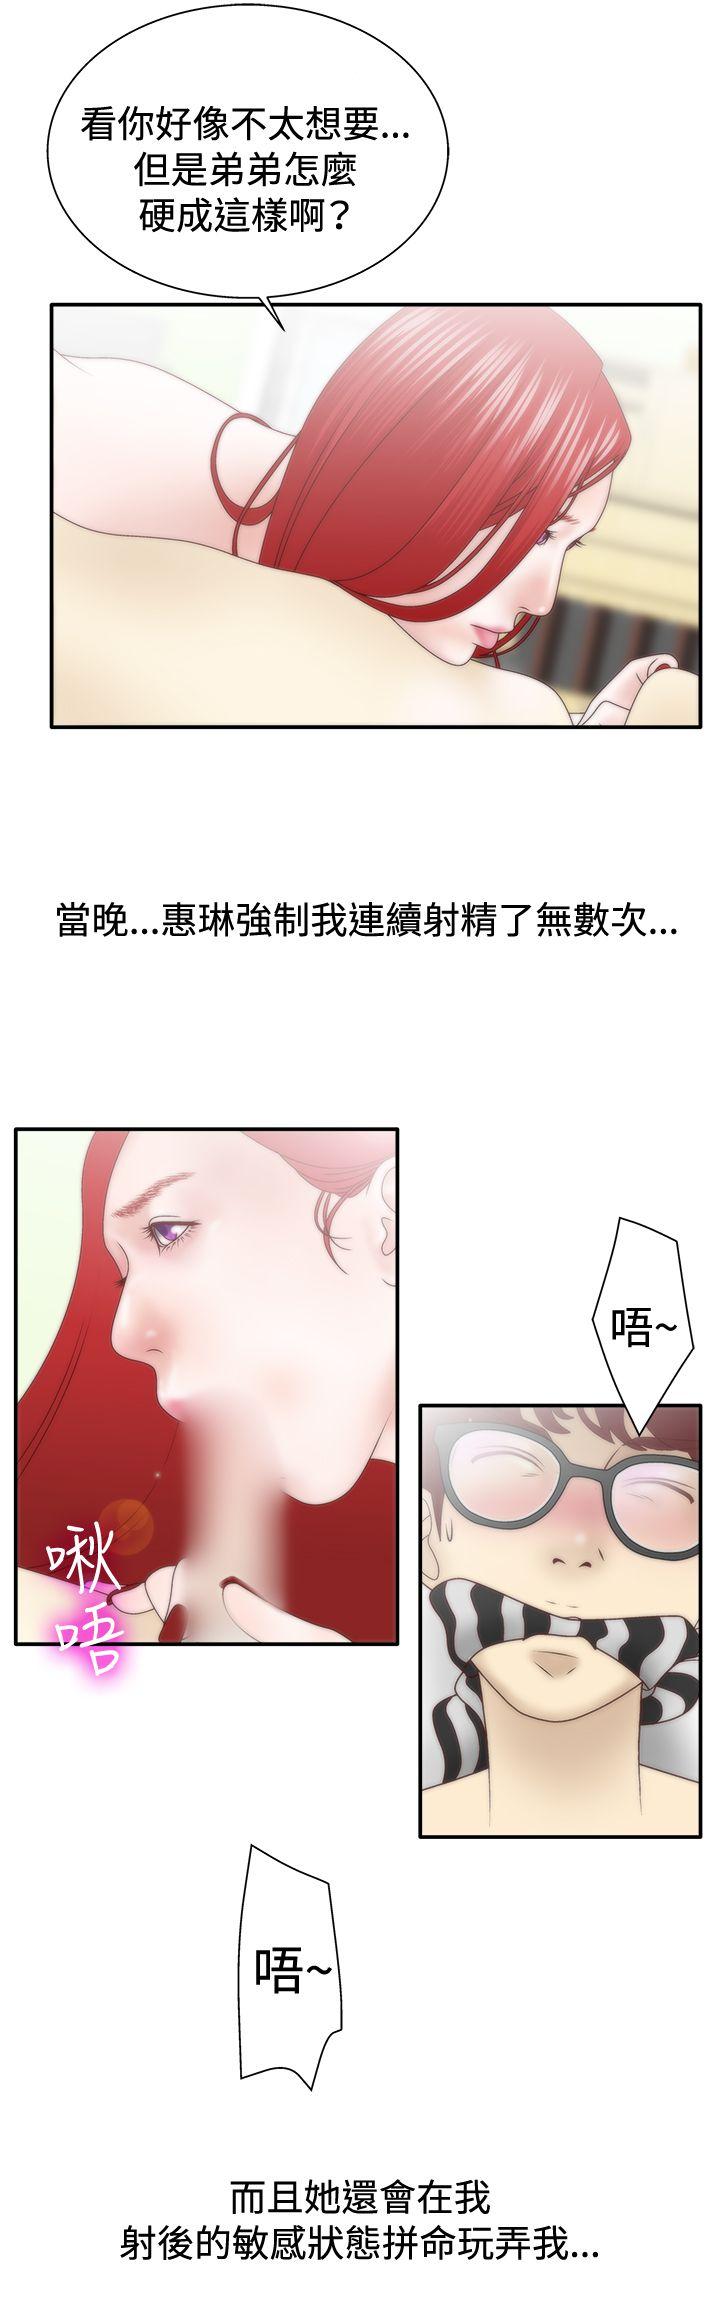 看你好像不太想要...
但是弟弟怎麼
硬成這樣啊？
當晚...惠琳強制我連續射精了無數次...
唔~
啾
唔
唔~
而且她還會在我
射後的敏感狀態拼命玩弄我...